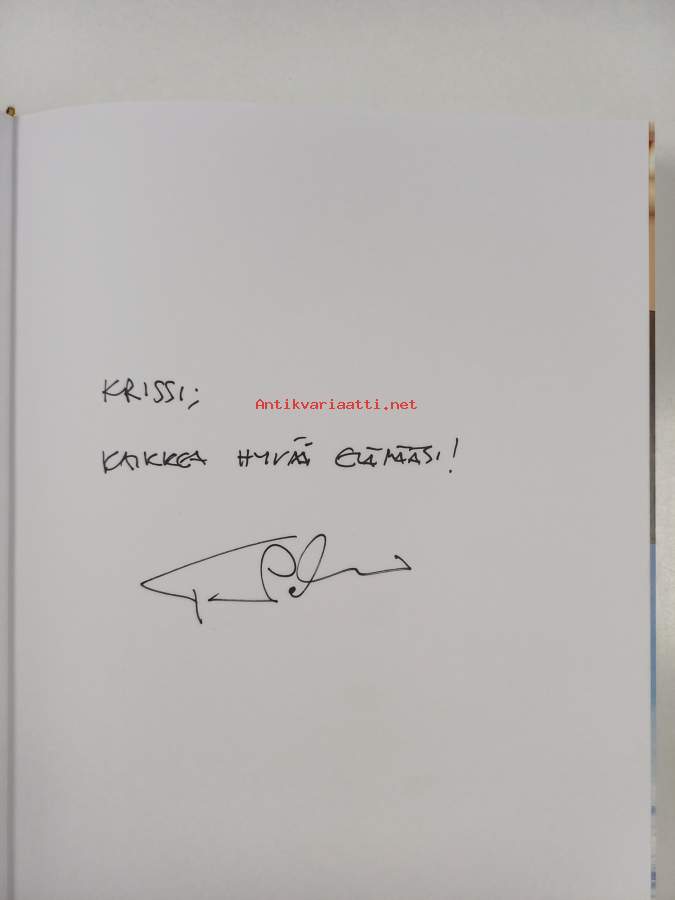 KRISSI;
Antikvariaatti.net
KAIKKEA HYVÄÄ ELÄMÄÄSI!